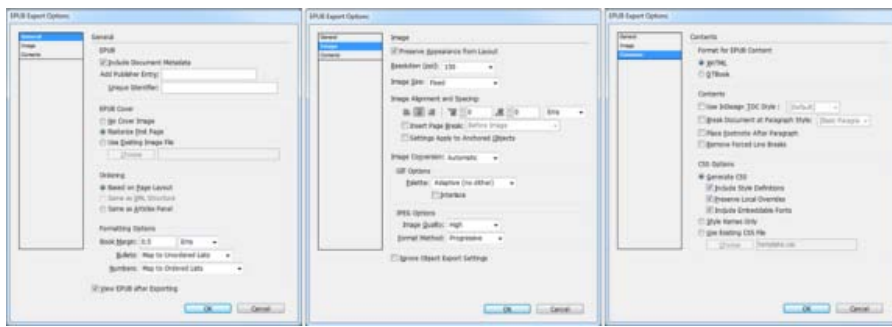 EPUB Export Options
General
Image
Contents
General
EPUB
Include Document Metadata
Add Publisher Entry:
Unique Identifier:
EPUB Cover
No Cover Image
Rasterize First Page
Use Existing Image File
Choose
Ordering
Based on Page Layout
Same as XML Structure
Same as Articles Panel
Formatting Options
Book Margin: 0.5 Ems
Bullets: Map to Unordered Lists
Numbers: Map to Ordered Lists
View EPUB after Exporting
OK Cancel
EPUB Export Options
General
Image
Contents
Image
Preserve Appearance from Layout
Resolution (ppi): 150
Image Size: Fixed
Image Alignment and Spacing:
0 0 Ems
Insert Page Break: Before Image
Settings Apply to Anchored Objects
Image Conversion: Automatic
GIF Options
Palette: Adaptive (no dither)
Interlace
JPEG Options
Image Quality: High
Format Method: Progressive
Ignore Object Export Settings
OK Cancel
EPUB Export Options
General
Image
Contents
Contents
Format for EPUB Content
XHTML
DTBook
Contents
Use InDesign TOC Style: [Default]
Break Document at Paragraph Style: [Basic Paragra
Place Footnote After Paragraph
Remove Forced Line Breaks
CSS Options
Generate CSS
Include Style Definitions
Preserve Local Overrides
Include Embeddable Fonts
Style Names Only
Use Existing CSS File
Choose template.css
OK Cancel